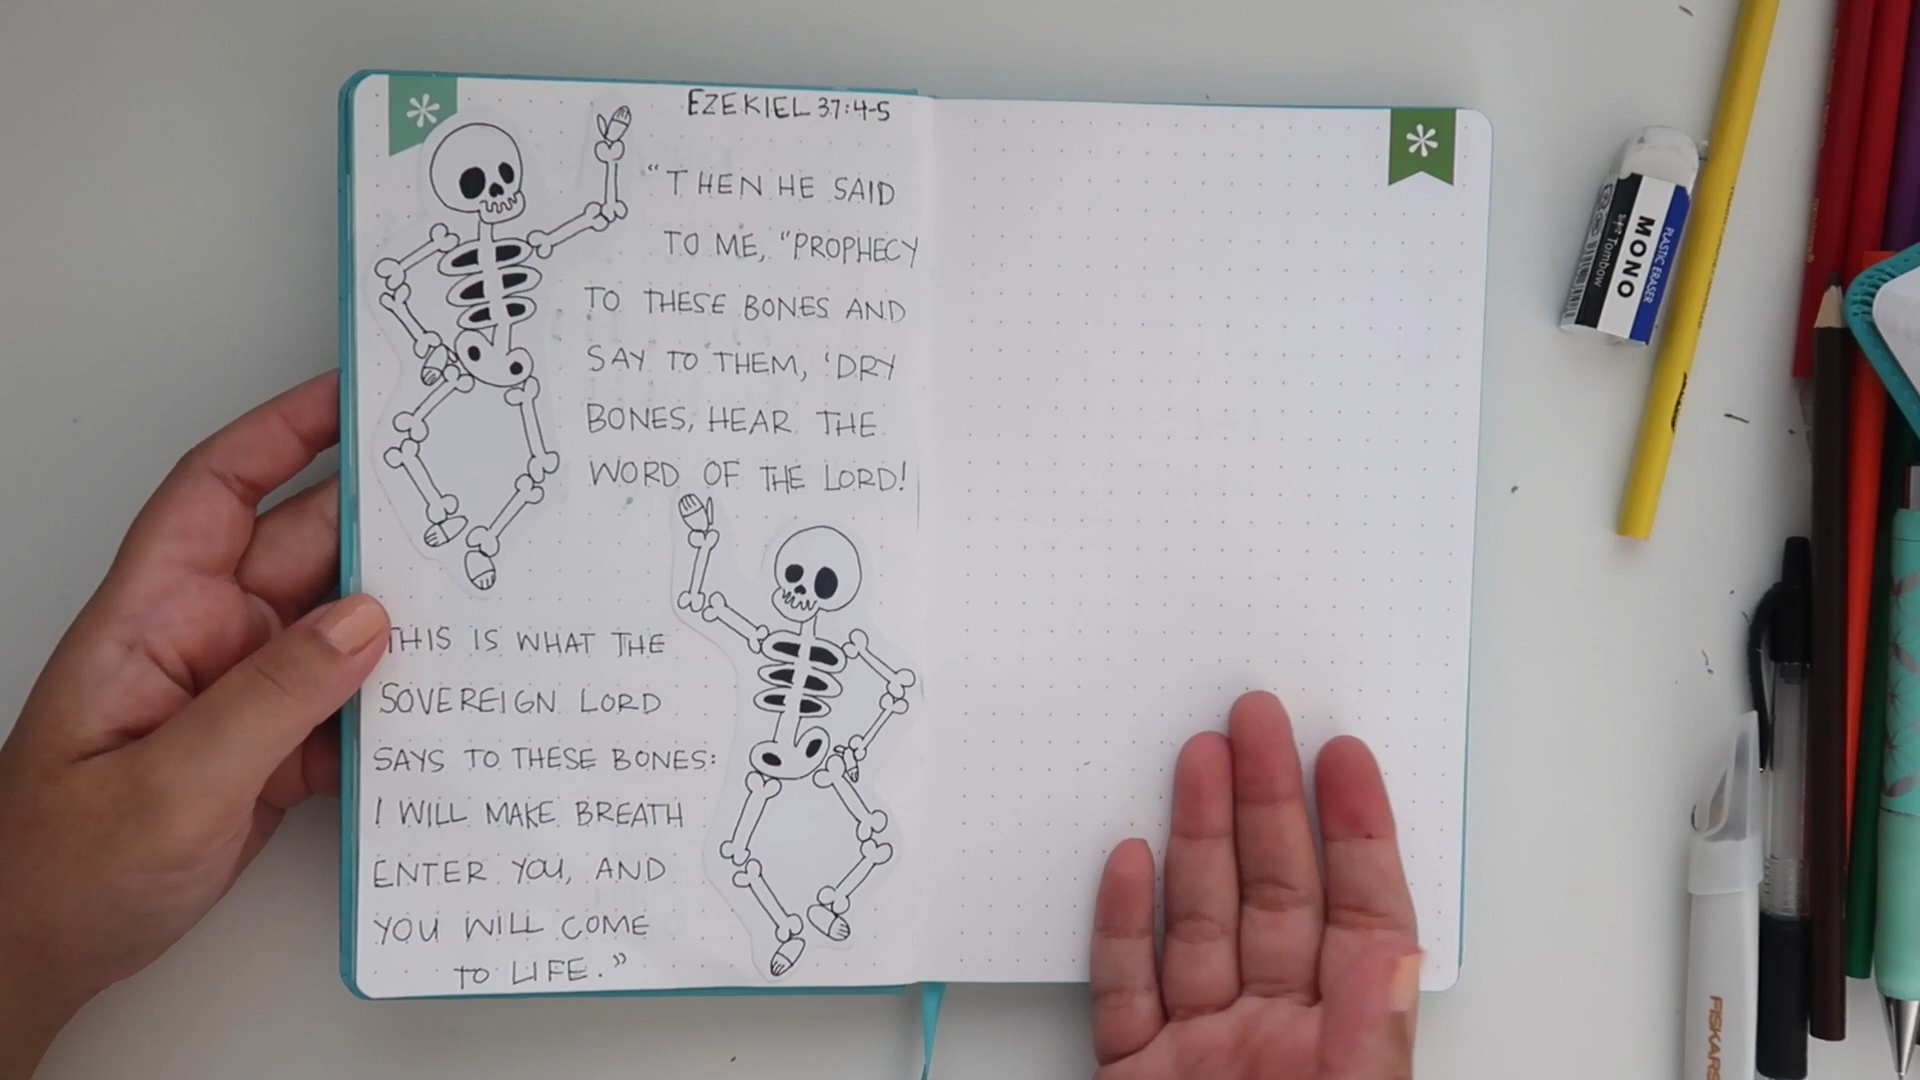 EZEKIEL 37:4-5
"THEN HE SAID
TO ME, "PROPHECY
TO THESE BONES AND
SAY TO THEM, 'DRY
BONES, HEAR THE
WORD OF THE LORD!
THIS IS WHAT THE
SOVEREIGN LORD
SAYS TO THESE BONES:
I WILL MAKE BREATH
ENTER YOU, AND
YOU WILL COME
TO LIFE."
PLASTIC ERASER
MONO
Tombow
FISKARS